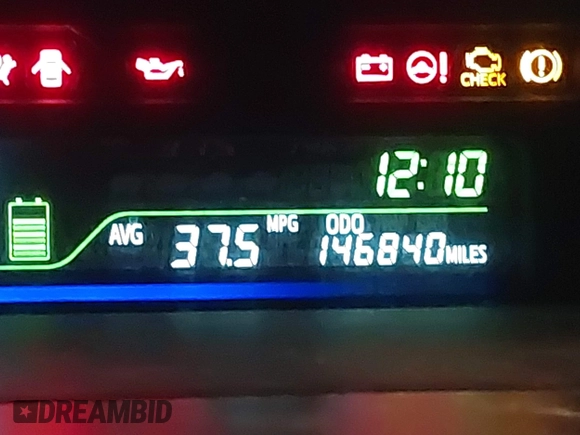 CHECK
12:10
AVG 37.5 MPG ODO 146840 MILES
DREAMBID